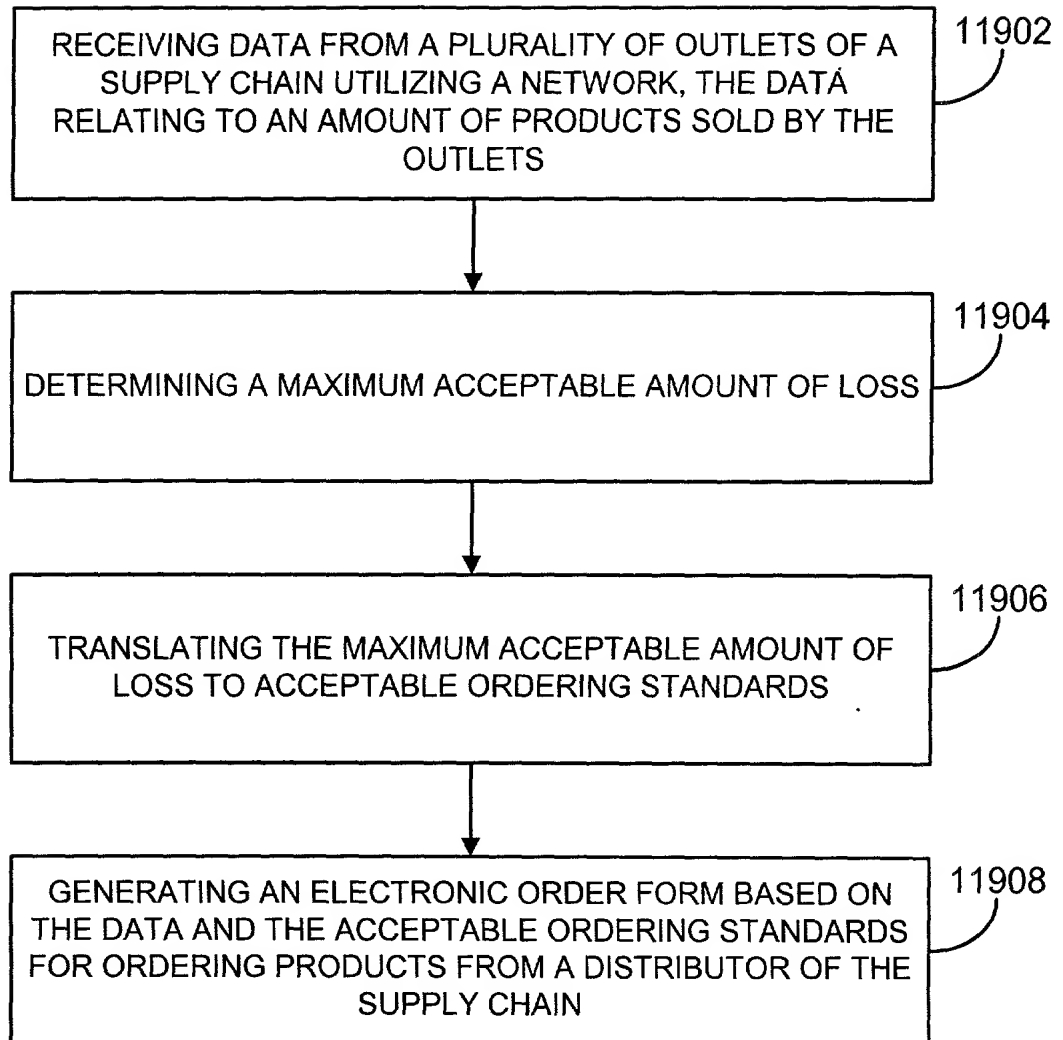 RECEIVING DATA FROM A PLURALITY OF OUTLETS OF A
SUPPLY CHAIN UTILIZING A NETWORK, THE DATA
RELATING TO AN AMOUNT OF PRODUCTS SOLD BY THE
OUTLETS
11902
DETERMINING A MAXIMUM ACCEPTABLE AMOUNT OF LOSS
11904
TRANSLATING THE MAXIMUM ACCEPTABLE AMOUNT OF
LOSS TO ACCEPTABLE ORDERING STANDARDS
11906
GENERATING AN ELECTRONIC ORDER FORM BASED ON
THE DATA AND THE ACCEPTABLE ORDERING STANDARDS
FOR ORDERING PRODUCTS FROM A DISTRIBUTOR OF THE
SUPPLY CHAIN
11908